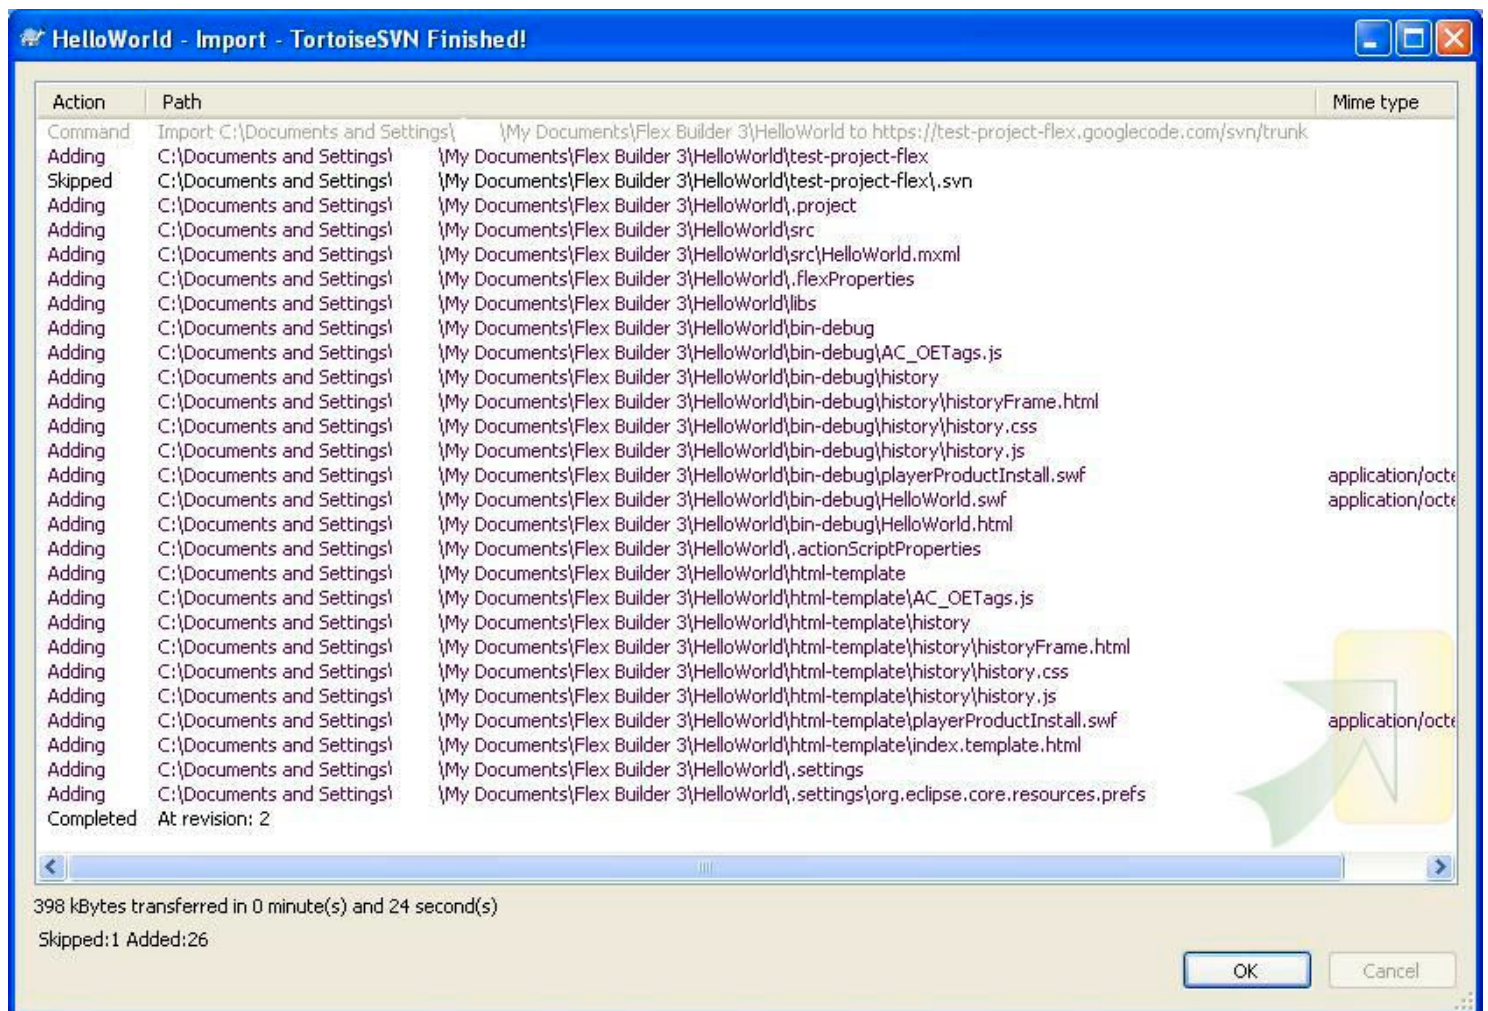 HelloWorld - Import - TortoiseSVN Finished!
Action Path Mime type
Command Import C:\Documents and Settings\ \My Documents\Flex Builder 3\HelloWorld to https://test-project-flex.googlecode.com/svn/trunk
Adding C:\Documents and Settings\ \My Documents\Flex Builder 3\HelloWorld\test-project-flex
Skipped C:\Documents and Settings\ \My Documents\Flex Builder 3\HelloWorld\test-project-flex\.svn
Adding C:\Documents and Settings\ \My Documents\Flex Builder 3\HelloWorld\.project
Adding C:\Documents and Settings\ \My Documents\Flex Builder 3\HelloWorld\src
Adding C:\Documents and Settings\ \My Documents\Flex Builder 3\HelloWorld\src\HelloWorld.mxml
Adding C:\Documents and Settings\ \My Documents\Flex Builder 3\HelloWorld\.flexProperties
Adding C:\Documents and Settings\ \My Documents\Flex Builder 3\HelloWorld\libs
Adding C:\Documents and Settings\ \My Documents\Flex Builder 3\HelloWorld\bin-debug
Adding C:\Documents and Settings\ \My Documents\Flex Builder 3\HelloWorld\bin-debug\AC_OETags.js
Adding C:\Documents and Settings\ \My Documents\Flex Builder 3\HelloWorld\bin-debug\history
Adding C:\Documents and Settings\ \My Documents\Flex Builder 3\HelloWorld\bin-debug\history\historyFrame.html
Adding C:\Documents and Settings\ \My Documents\Flex Builder 3\HelloWorld\bin-debug\history\history.css
Adding C:\Documents and Settings\ \My Documents\Flex Builder 3\HelloWorld\bin-debug\history\history.js
Adding C:\Documents and Settings\ \My Documents\Flex Builder 3\HelloWorld\bin-debug\playerProductInstall.swf application/octe
Adding C:\Documents and Settings\ \My Documents\Flex Builder 3\HelloWorld\bin-debug\HelloWorld.swf application/octe
Adding C:\Documents and Settings\ \My Documents\Flex Builder 3\HelloWorld\bin-debug\HelloWorld.html
Adding C:\Documents and Settings\ \My Documents\Flex Builder 3\HelloWorld\.actionScriptProperties
Adding C:\Documents and Settings\ \My Documents\Flex Builder 3\HelloWorld\html-template
Adding C:\Documents and Settings\ \My Documents\Flex Builder 3\HelloWorld\html-template\AC_OETags.js
Adding C:\Documents and Settings\ \My Documents\Flex Builder 3\HelloWorld\html-template\history
Adding C:\Documents and Settings\ \My Documents\Flex Builder 3\HelloWorld\html-template\history\historyFrame.html
Adding C:\Documents and Settings\ \My Documents\Flex Builder 3\HelloWorld\html-template\history\history.css
Adding C:\Documents and Settings\ \My Documents\Flex Builder 3\HelloWorld\html-template\history\history.js
Adding C:\Documents and Settings\ \My Documents\Flex Builder 3\HelloWorld\html-template\playerProductInstall.swf application/octe
Adding C:\Documents and Settings\ \My Documents\Flex Builder 3\HelloWorld\html-template\index.template.html
Adding C:\Documents and Settings\ \My Documents\Flex Builder 3\HelloWorld\.settings
Adding C:\Documents and Settings\ \My Documents\Flex Builder 3\HelloWorld\.settings\org.eclipse.core.resources.prefs
Completed At revision: 2
398 kBytes transferred in 0 minute(s) and 24 second(s)
Skipped:1 Added:26
OK Cancel